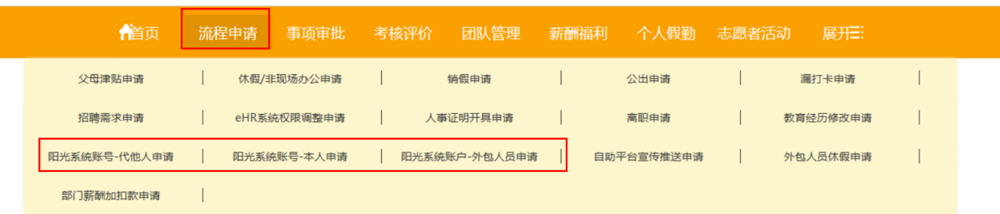 首页 流程申请 事项审批 考核评价 团队管理 薪酬福利 个人假勤 志愿者活动 展开
父母津贴申请 休假/非现场办公申请 销假申请 公出申请 漏打卡申请
招聘需求申请 eHR系统权限调整申请 人事证明开具申请 离职申请 教育经历修改申请
阳光系统账号-代他人申请 阳光系统账号-本人申请 阳光系统账户-外包人员申请 自助平台宣传推送申请 外包人员休假申请
部门薪酬加扣款申请